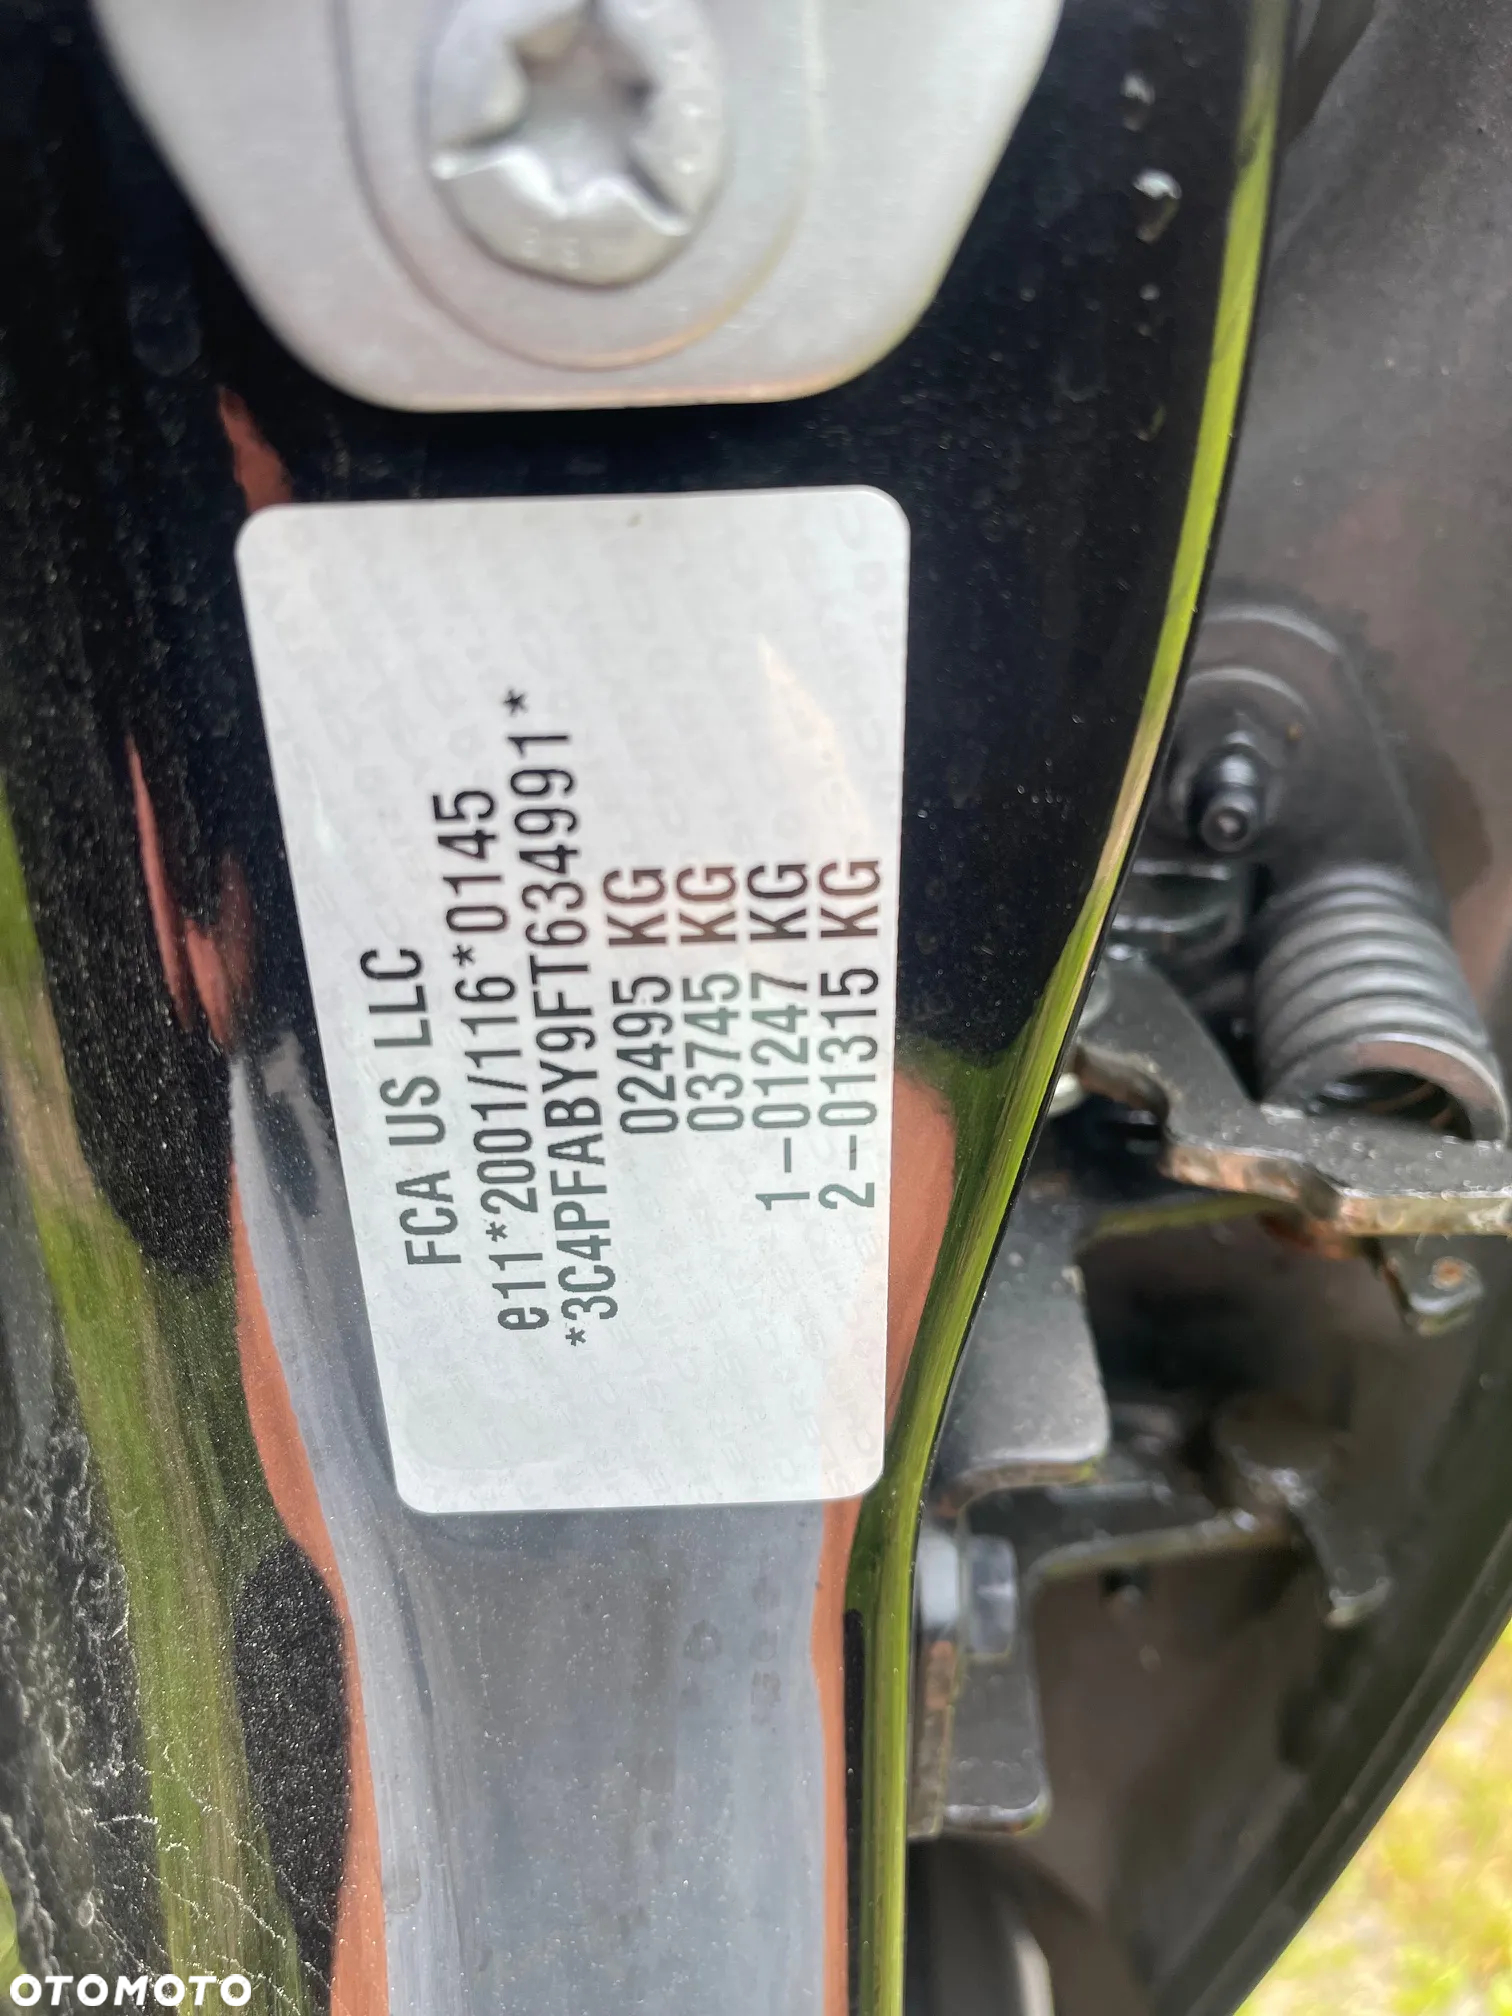 FCA US LLC
e11*2001/116*0145
*3C4PFABY9FT634991*
02495 KG
03745 KG
1-01247 KG
2-01315 KG
OTOMOTO